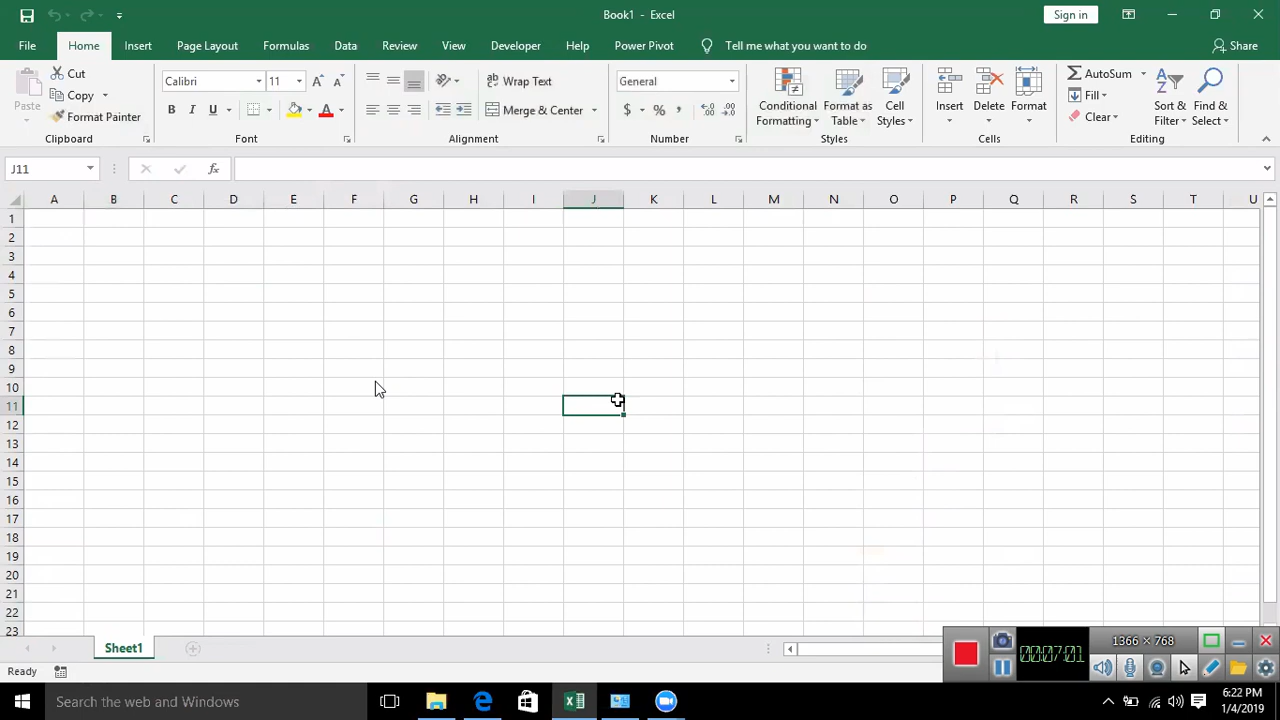 Book1 - Excel
Sign in
File Home Insert Page Layout Formulas Data Review View Developer Help Power Pivot Tell me what you want to do Share
Paste
Cut
Copy
Format Painter
Clipboard
Calibri 11
B I U
Font
Wrap Text
Merge & Center
Alignment
General
$ % ,
Number
Conditional Formatting
Format as Table
Cell Styles
Styles
Insert Delete Format
Cells
AutoSum
Fill
Clear
Sort & Filter
Find & Select
Editing
J11
fx
A B C D E F G H I J K L M N O P Q R S T U
1
2
3
4
5
6
7
8
9
10
11
12
13
14
15
16
17
18
19
20
21
22
23
Sheet1
Ready
00:07:01
1366 × 768
Search the web and Windows
6:22 PM
1/4/2019